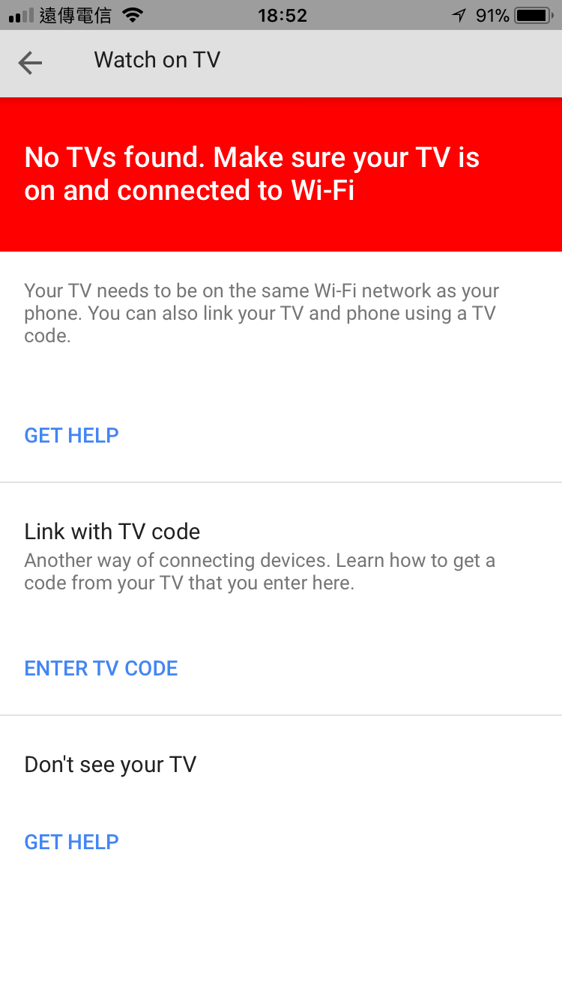 遠傳電信 18:52 91%
Watch on TV
No TVs found. Make sure your TV is
on and connected to Wi-Fi
Your TV needs to be on the same Wi-Fi network as your
phone. You can also link your TV and phone using a TV
code.
GET HELP
Link with TV code
Another way of connecting devices. Learn how to get a
code from your TV that you enter here.
ENTER TV CODE
Don't see your TV
GET HELP